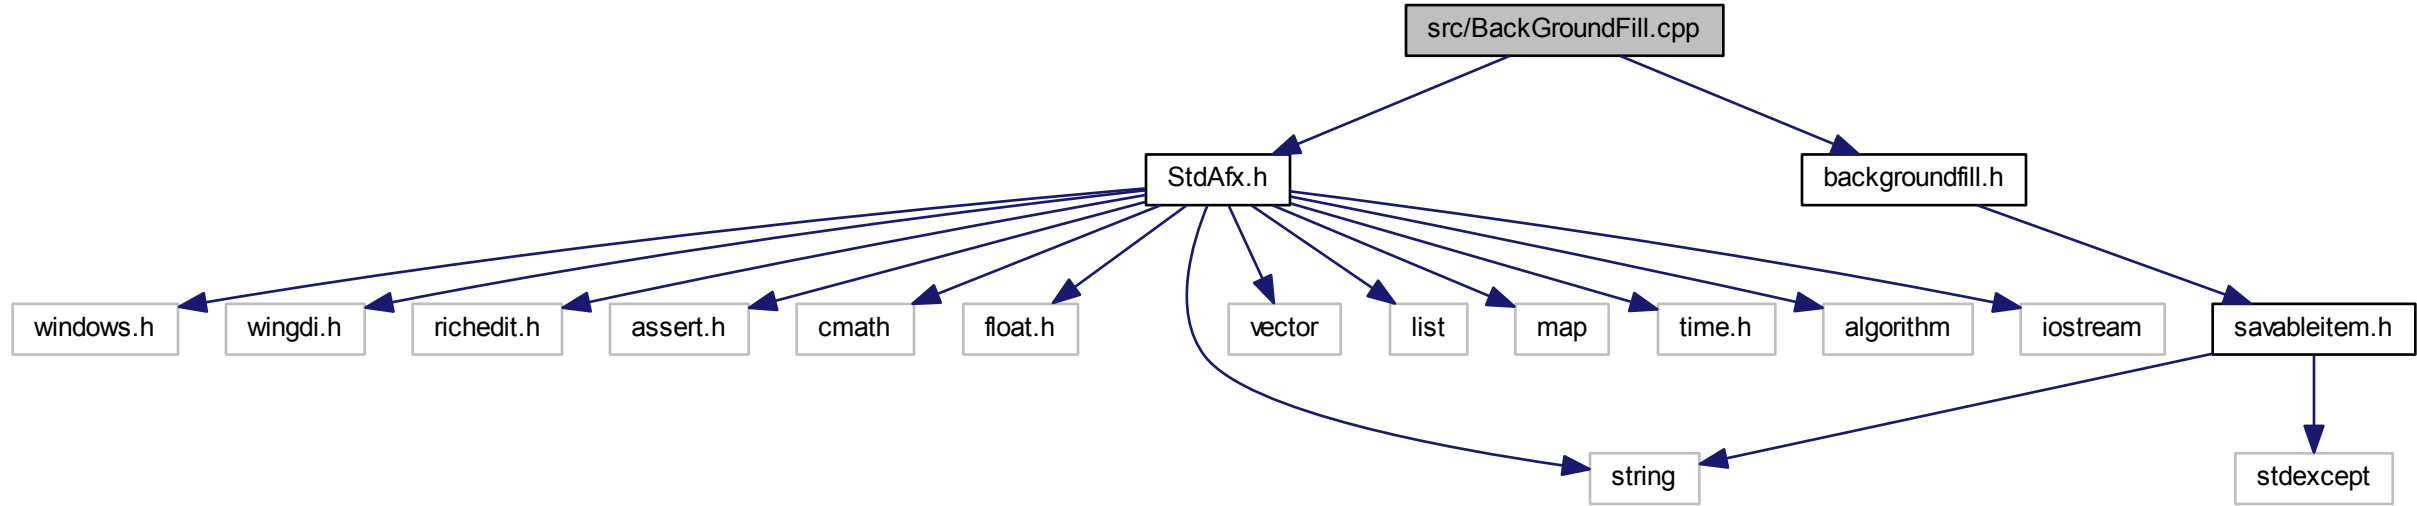 src/BackGroundFill.cpp
StdAfx.h
backgroundfill.h
windows.h
wingdi.h
richedit.h
assert.h
cmath
float.h
vector
list
map
time.h
algorithm
iostream
savableitem.h
string
stdexcept